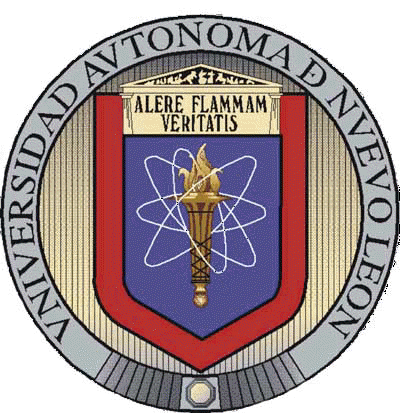 VNIVERSIDAD AVTONOMA Ð NVEVO LEON
ALERE FLAMMAM
VERITATIS